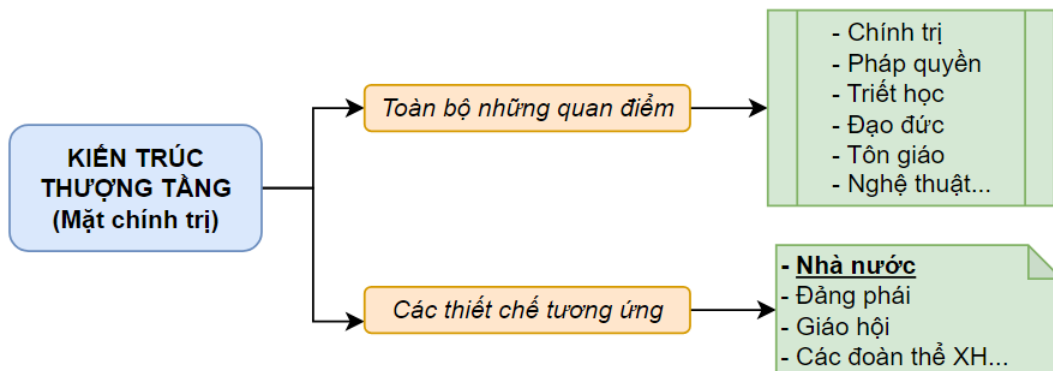 KIẾN TRÚC
THƯỢNG TẦNG
(Mặt chính trị)
Toàn bộ những quan điểm
- Chính trị
- Pháp quyền
- Triết học
- Đạo đức
- Tôn giáo
- Nghệ thuật...
Các thiết chế tương ứng
- Nhà nước
- Đảng phái
- Giáo hội
- Các đoàn thể XH...